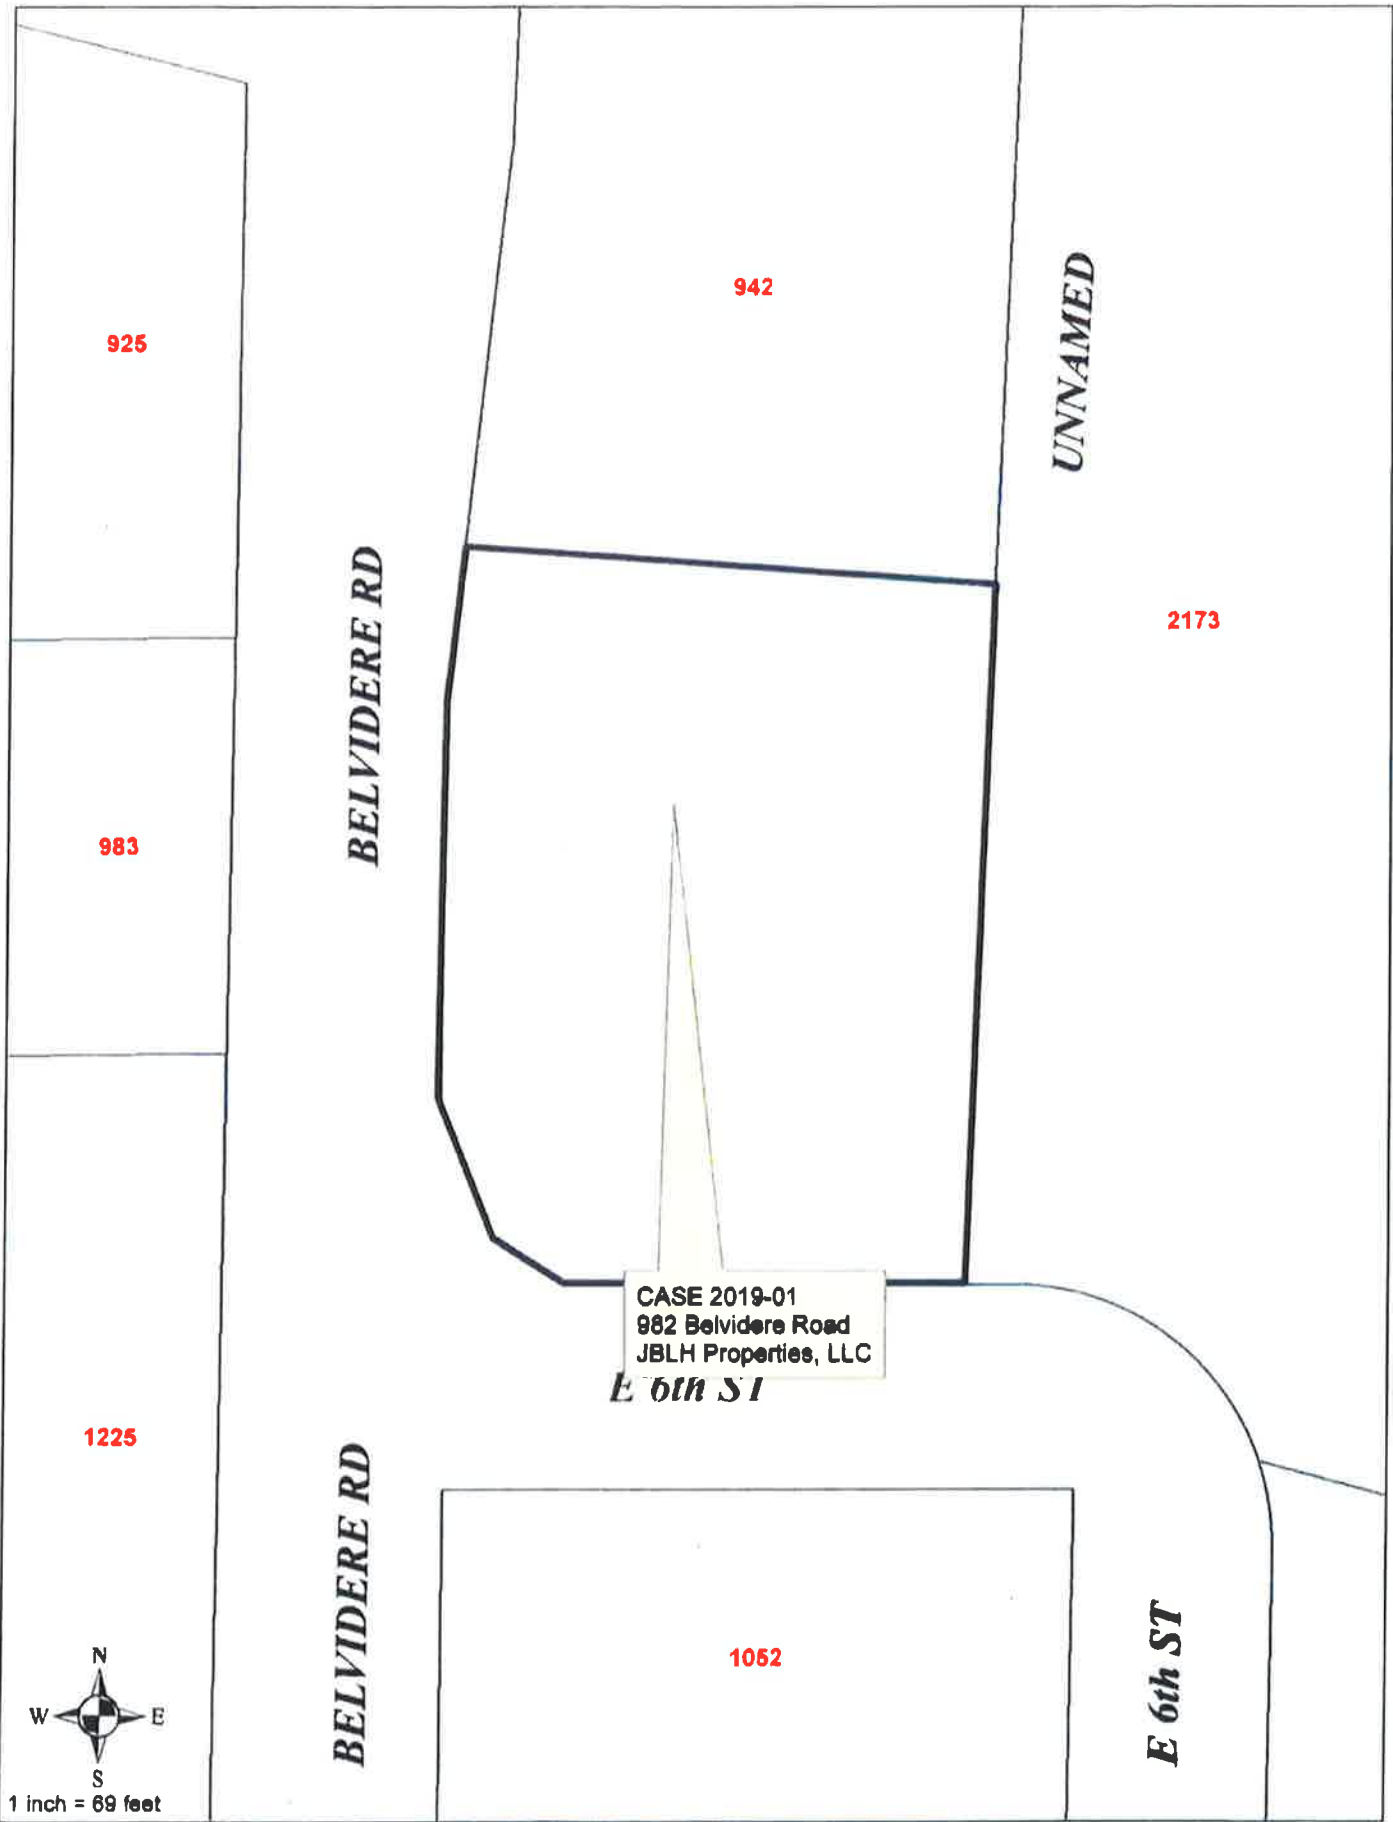 942
UNNAMED
925
BELVIDERE RD
2173
983
CASE 2019-01
982 Belvidere Road
JBLH Properties, LLC
E 6th ST
1225
BELVIDERE RD
1052
E 6th ST
N
W E
S
1 inch = 69 feet